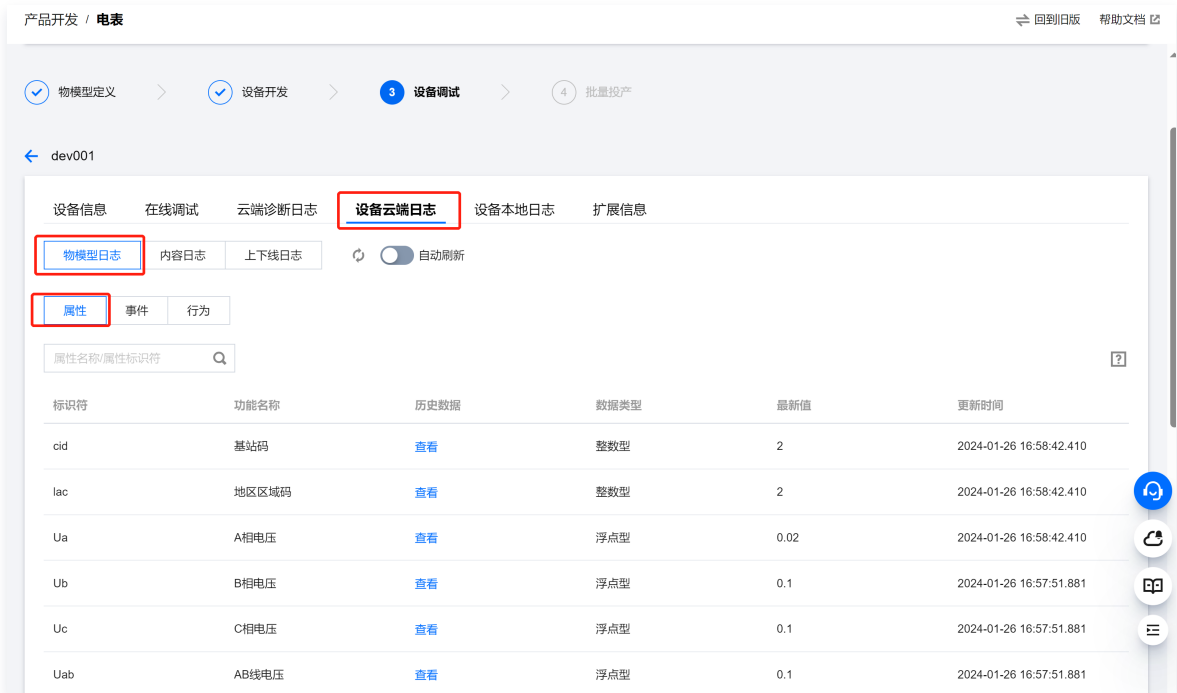 产品开发 / 电表 回到旧版 帮助文档
物模型定义 设备开发 3 设备调试 4 批量投产
dev001
设备信息 在线调试 云端诊断日志 设备云端日志 设备本地日志 扩展信息
物模型日志 内容日志 上下线日志 自动刷新
属性 事件 行为
属性名称/属性标识符 ?
标识符 功能名称 历史数据 数据类型 最新值 更新时间
cid 基站码 查看 整数型 2 2024-01-26 16:58:42.410
lac 地区区域码 查看 整数型 2 2024-01-26 16:58:42.410
Ua A相电压 查看 浮点型 0.02 2024-01-26 16:58:42.410
Ub B相电压 查看 浮点型 0.1 2024-01-26 16:57:51.881
Uc C相电压 查看 浮点型 0.1 2024-01-26 16:57:51.881
Uab AB线电压 查看 浮点型 0.1 2024-01-26 16:57:51.881